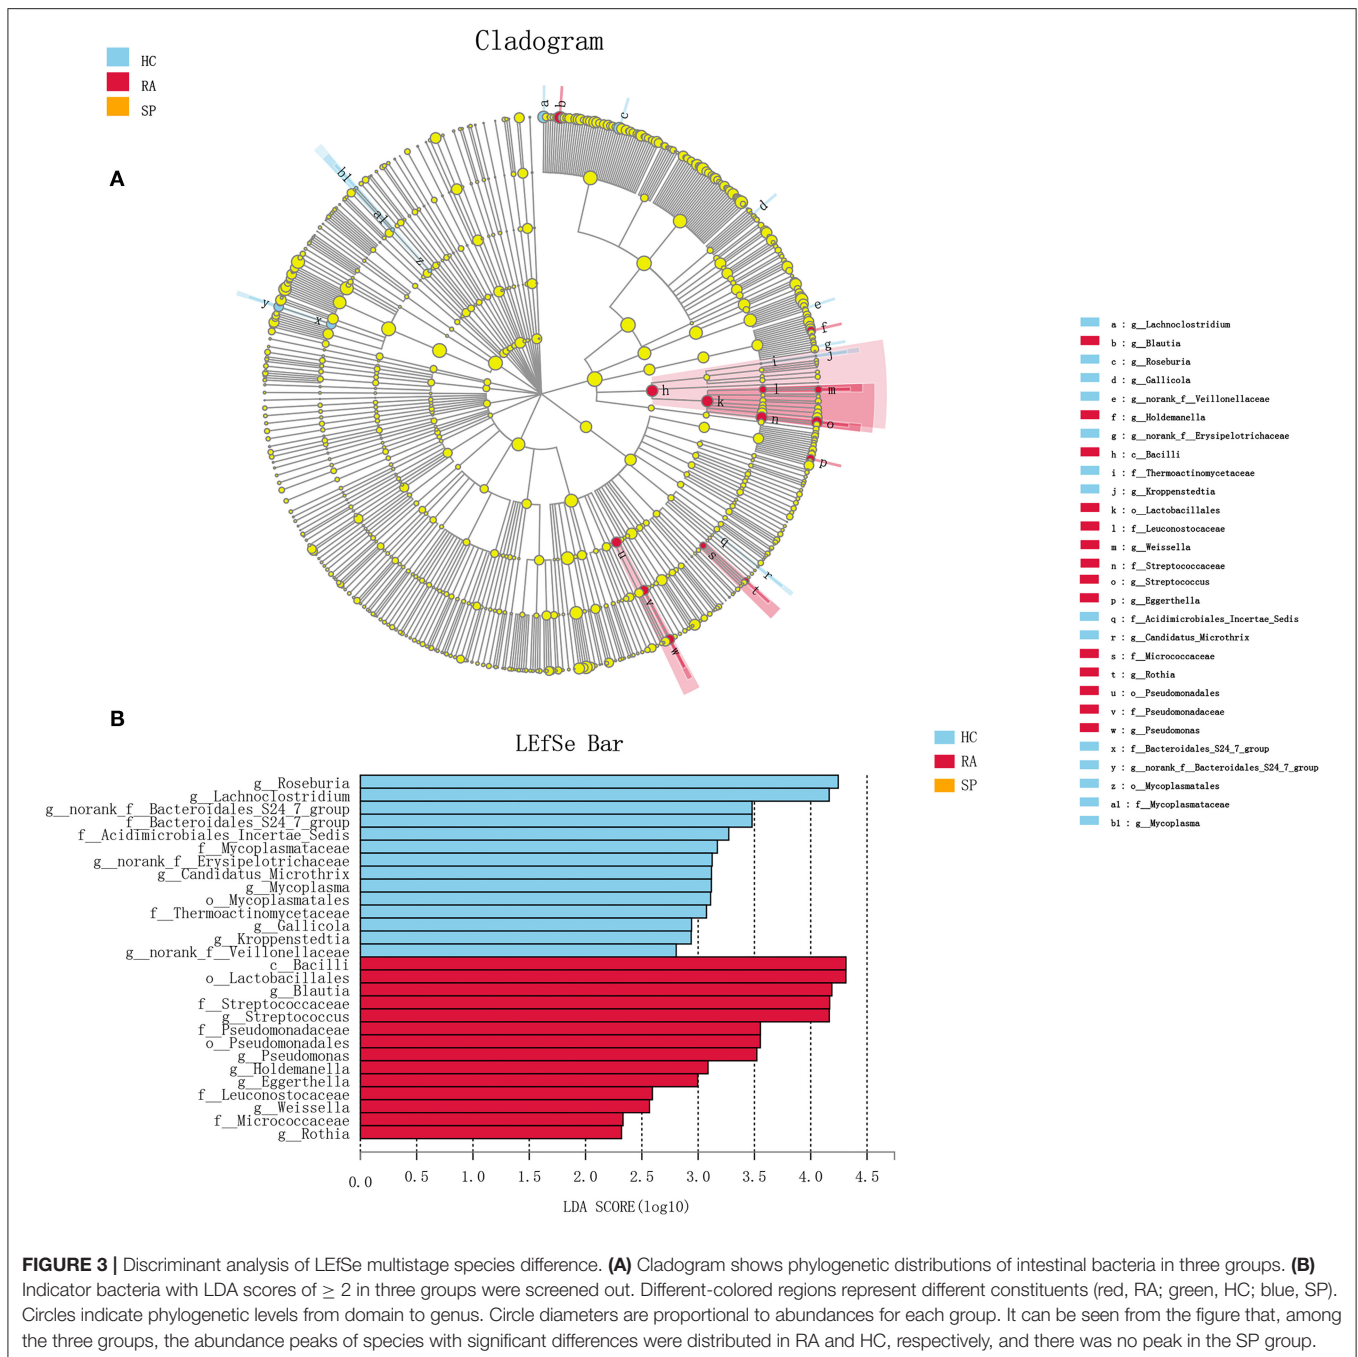 Cladogram
HC
RA
SP
A
a
b
c
d
e
f
g
j
i
h
l
m
k
n
o
p
q
s
r
t
u
v
w
b1
a1
z
y
x
a : g__Lachnoclostridium
b : g__Blautia
c : g__Roseburia
d : g__Gallicola
e : g__norank_f__Veillonellaceae
f : g__Holdemanella
g : g__norank_f__Erysipelotrichaceae
h : c__Bacilli
i : f__Thermoactinomycetaceae
j : g__Kroppenstedtia
k : o__Lactobacillales
l : f__Leuconostocaceae
m : g__Weissella
n : f__Streptococcaceae
o : g__Streptococcus
p : g__Eggerthella
q : f__Acidimicrobiales_Incertae_Sedis
r : g__Candidatus_Microthrix
s : f__Micrococcaceae
t : g__Rothia
u : o__Pseudomonadales
v : f__Pseudomonadaceae
w : g__Pseudomonas
x : f__Bacteroidales_S24_7_group
y : g__norank_f__Bacteroidales_S24_7_group
z : o__Mycoplasmatales
a1 : f__Mycoplasmataceae
b1 : g__Mycoplasma
B
LEfSe Bar
HC
RA
SP
g__Roseburia
g__Lachnoclostridium
g__norank_f__Bacteroidales_S24_7_group
f__Bacteroidales_S24_7_group
f__Acidimicrobiales_Incertae_Sedis
f__Mycoplasmataceae
g__norank_f__Erysipelotrichaceae
g__Candidatus_Microthrix
g__Mycoplasma
o__Mycoplasmatales
f__Thermoactinomycetaceae
g__Gallicola
g__Kroppenstedtia
g__norank_f__Veillonellaceae
c__Bacilli
o__Lactobacillales
g__Blautia
f__Streptococcaceae
g__Streptococcus
f__Pseudomonadaceae
o__Pseudomonadales
g__Pseudomonas
g__Holdemanella
g__Eggerthella
f__Leuconostocaceae
g__Weissella
f__Micrococcaceae
g__Rothia
0.0 0.5 1.0 1.5 2.0 2.5 3.0 3.5 4.0 4.5
LDA SCORE(log10)
FIGURE 3 | Discriminant analysis of LEfSe multistage species difference. (A) Cladogram shows phylogenetic distributions of intestinal bacteria in three groups. (B)
Indicator bacteria with LDA scores of ≥ 2 in three groups were screened out. Different-colored regions represent different constituents (red, RA; green, HC; blue, SP).
Circles indicate phylogenetic levels from domain to genus. Circle diameters are proportional to abundances for each group. It can be seen from the figure that, among
the three groups, the abundance peaks of species with significant differences were distributed in RA and HC, respectively, and there was no peak in the SP group.